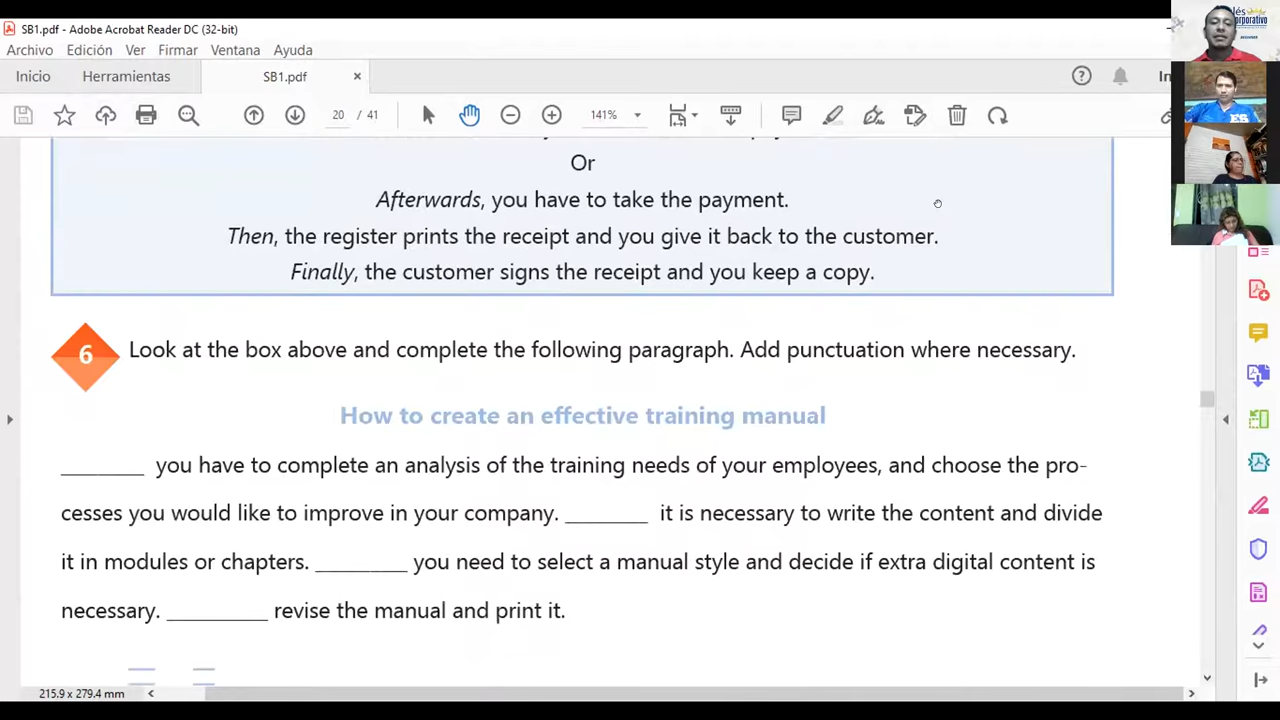 SB1.pdf - Adobe Acrobat Reader DC (32-bit)
Archivo Edición Ver Firmar Ventana Ayuda
Inicio Herramientas SB1.pdf ×
20 / 41 141%
Or
Afterwards, you have to take the payment.
Then, the register prints the receipt and you give it back to the customer.
Finally, the customer signs the receipt and you keep a copy.
6 Look at the box above and complete the following paragraph. Add punctuation where necessary.
How to create an effective training manual
________ you have to complete an analysis of the training needs of your employees, and choose the pro-
cesses you would like to improve in your company. ________ it is necessary to write the content and divide
it in modules or chapters. _________ you need to select a manual style and decide if extra digital content is
necessary. __________ revise the manual and print it.
215.9 x 279.4 mm